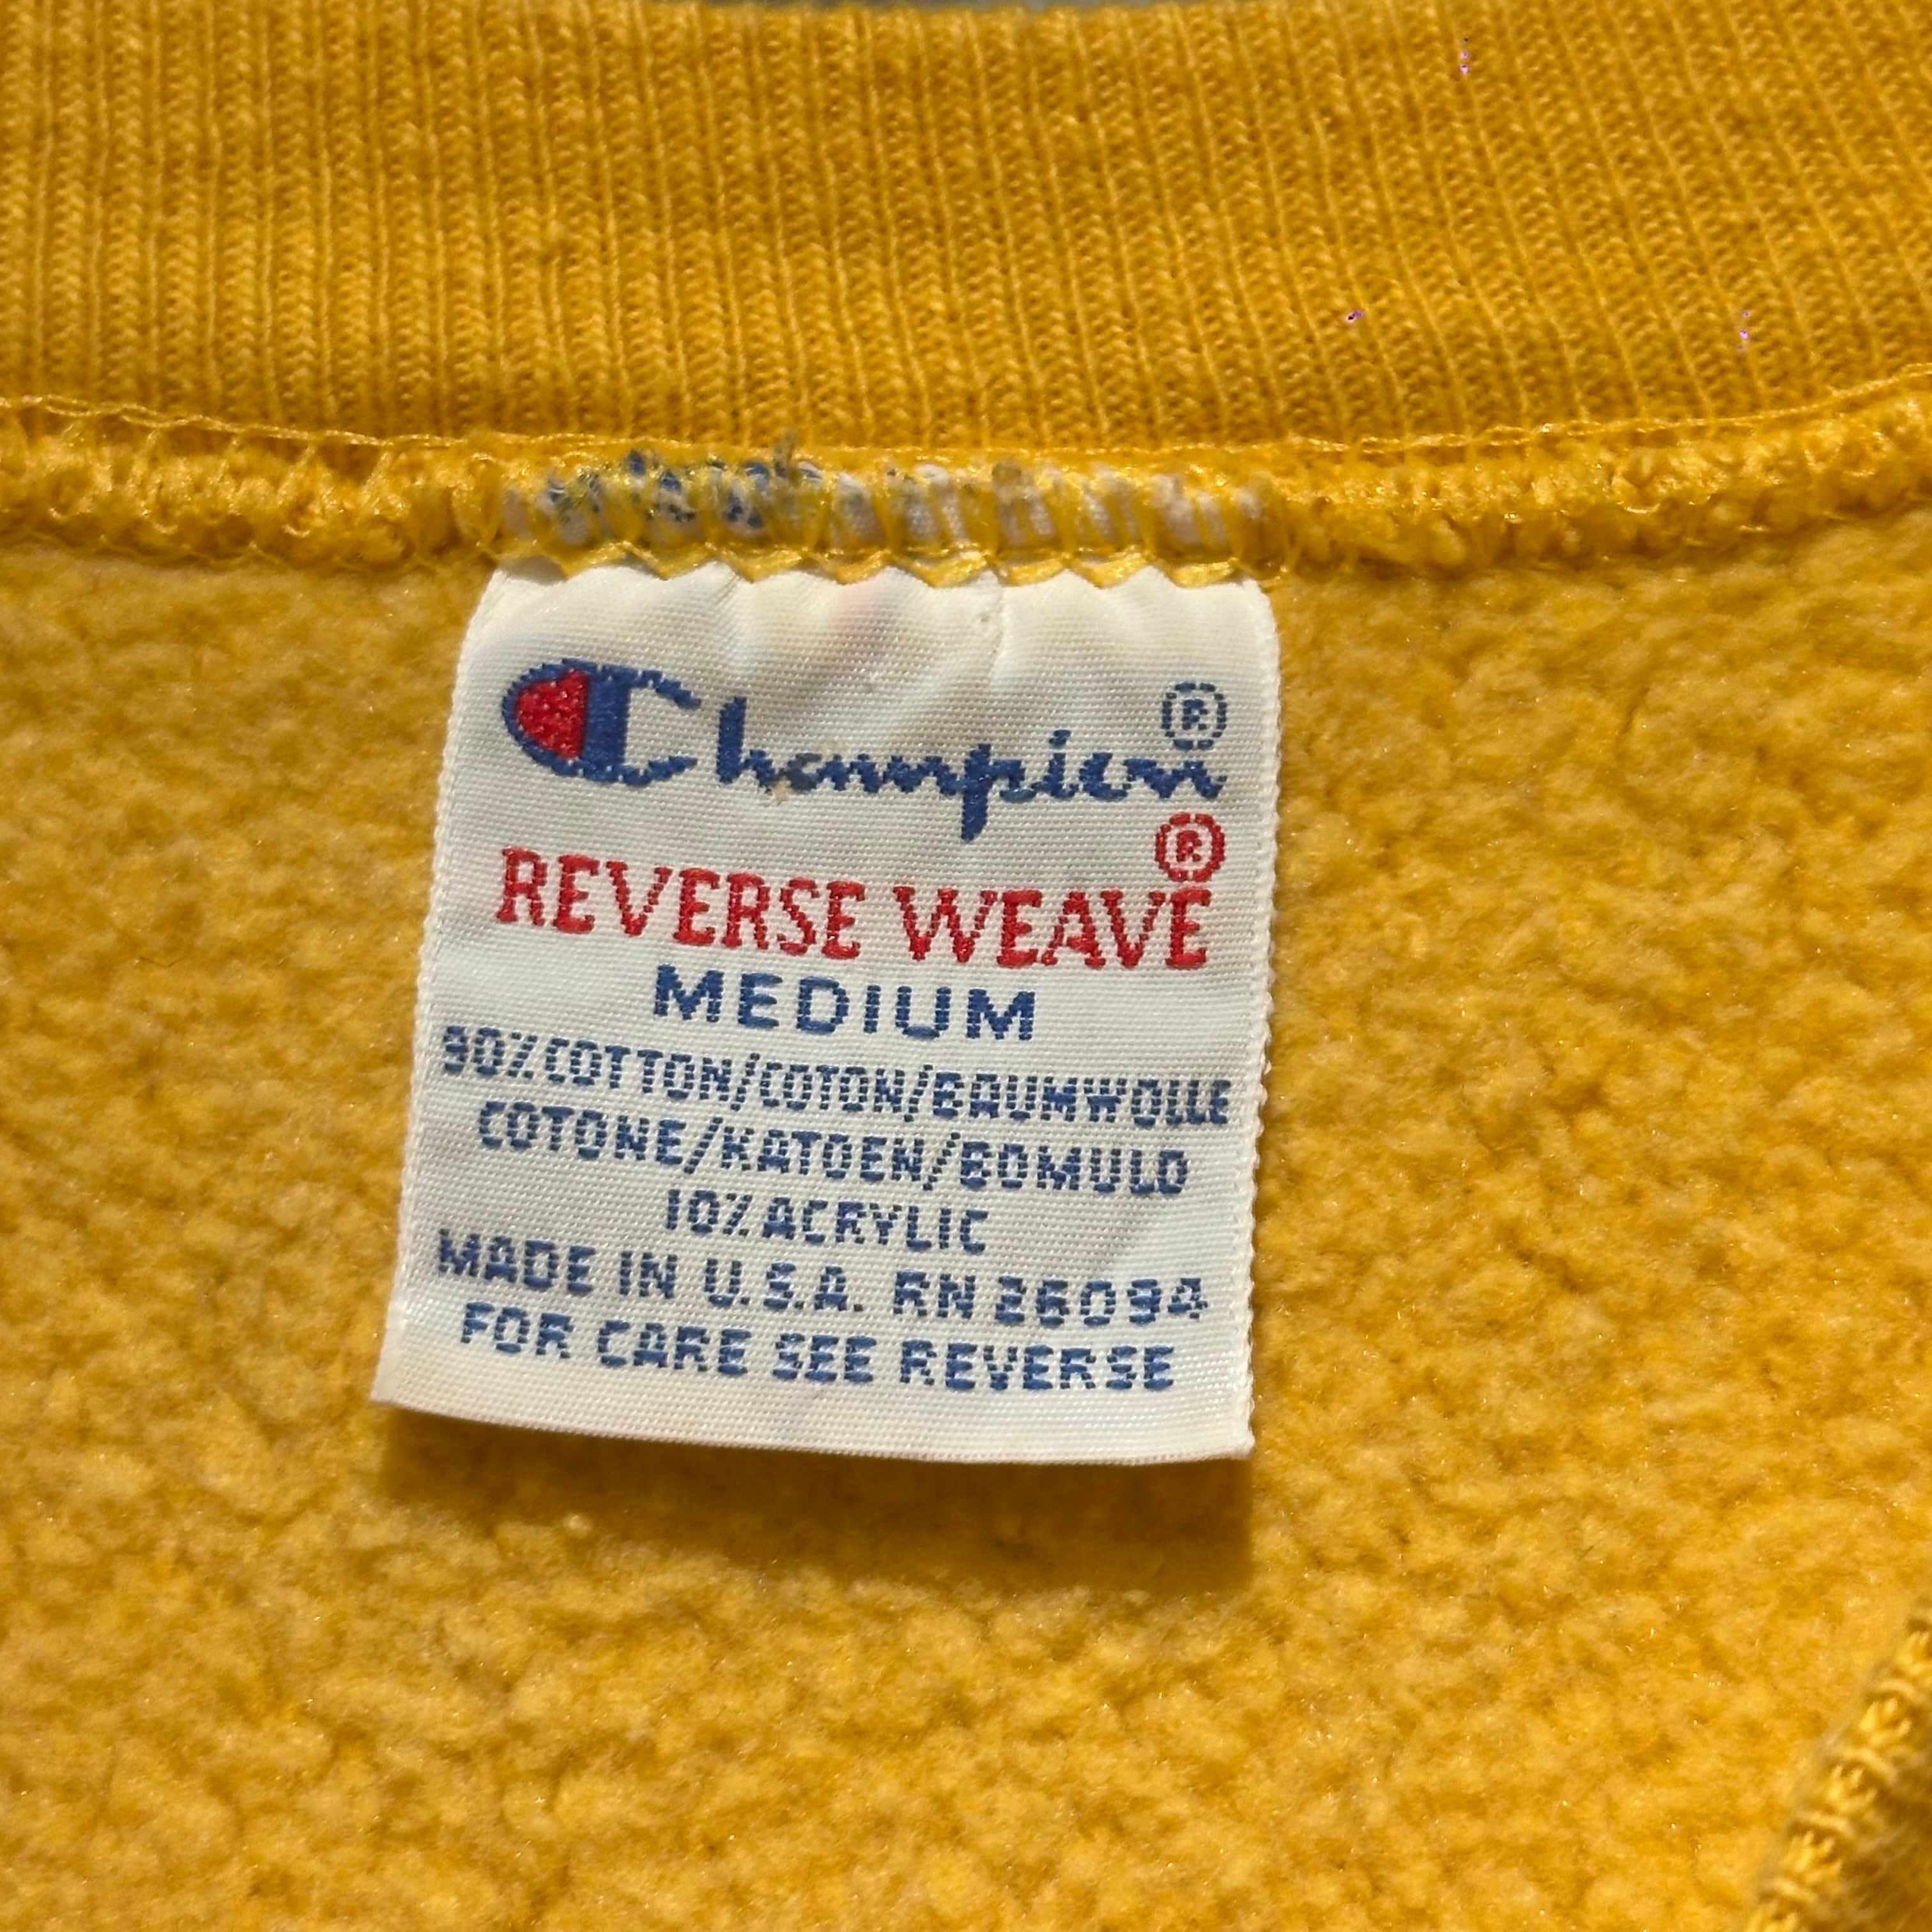 Champion ®
REVERSE WEAVE ®
MEDIUM
90% COTTON/COTON/BAUMWOLLE
COTONE/KATOEN/BOMULD
10% ACRYLIC
MADE IN U.S.A. RN 26094
FOR CARE SEE REVERSE